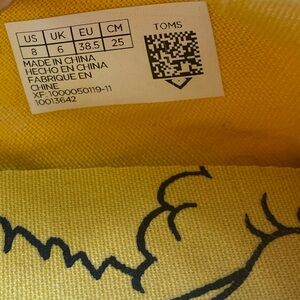 US UK EU CM TOMS
8 6 38.5 25
MADE IN CHINA
HECHO EN CHINA
FABRIQUE EN
CHINE
XF: 1000050119-11
10013642